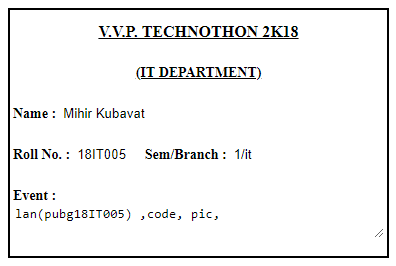 V.V.P. TECHNOTHON 2K18
(IT DEPARTMENT)
Name : Mihir Kubavat
Roll No. : 18IT005 Sem/Branch : 1/it
Event :
lan(pubg18IT005) ,code, pic,